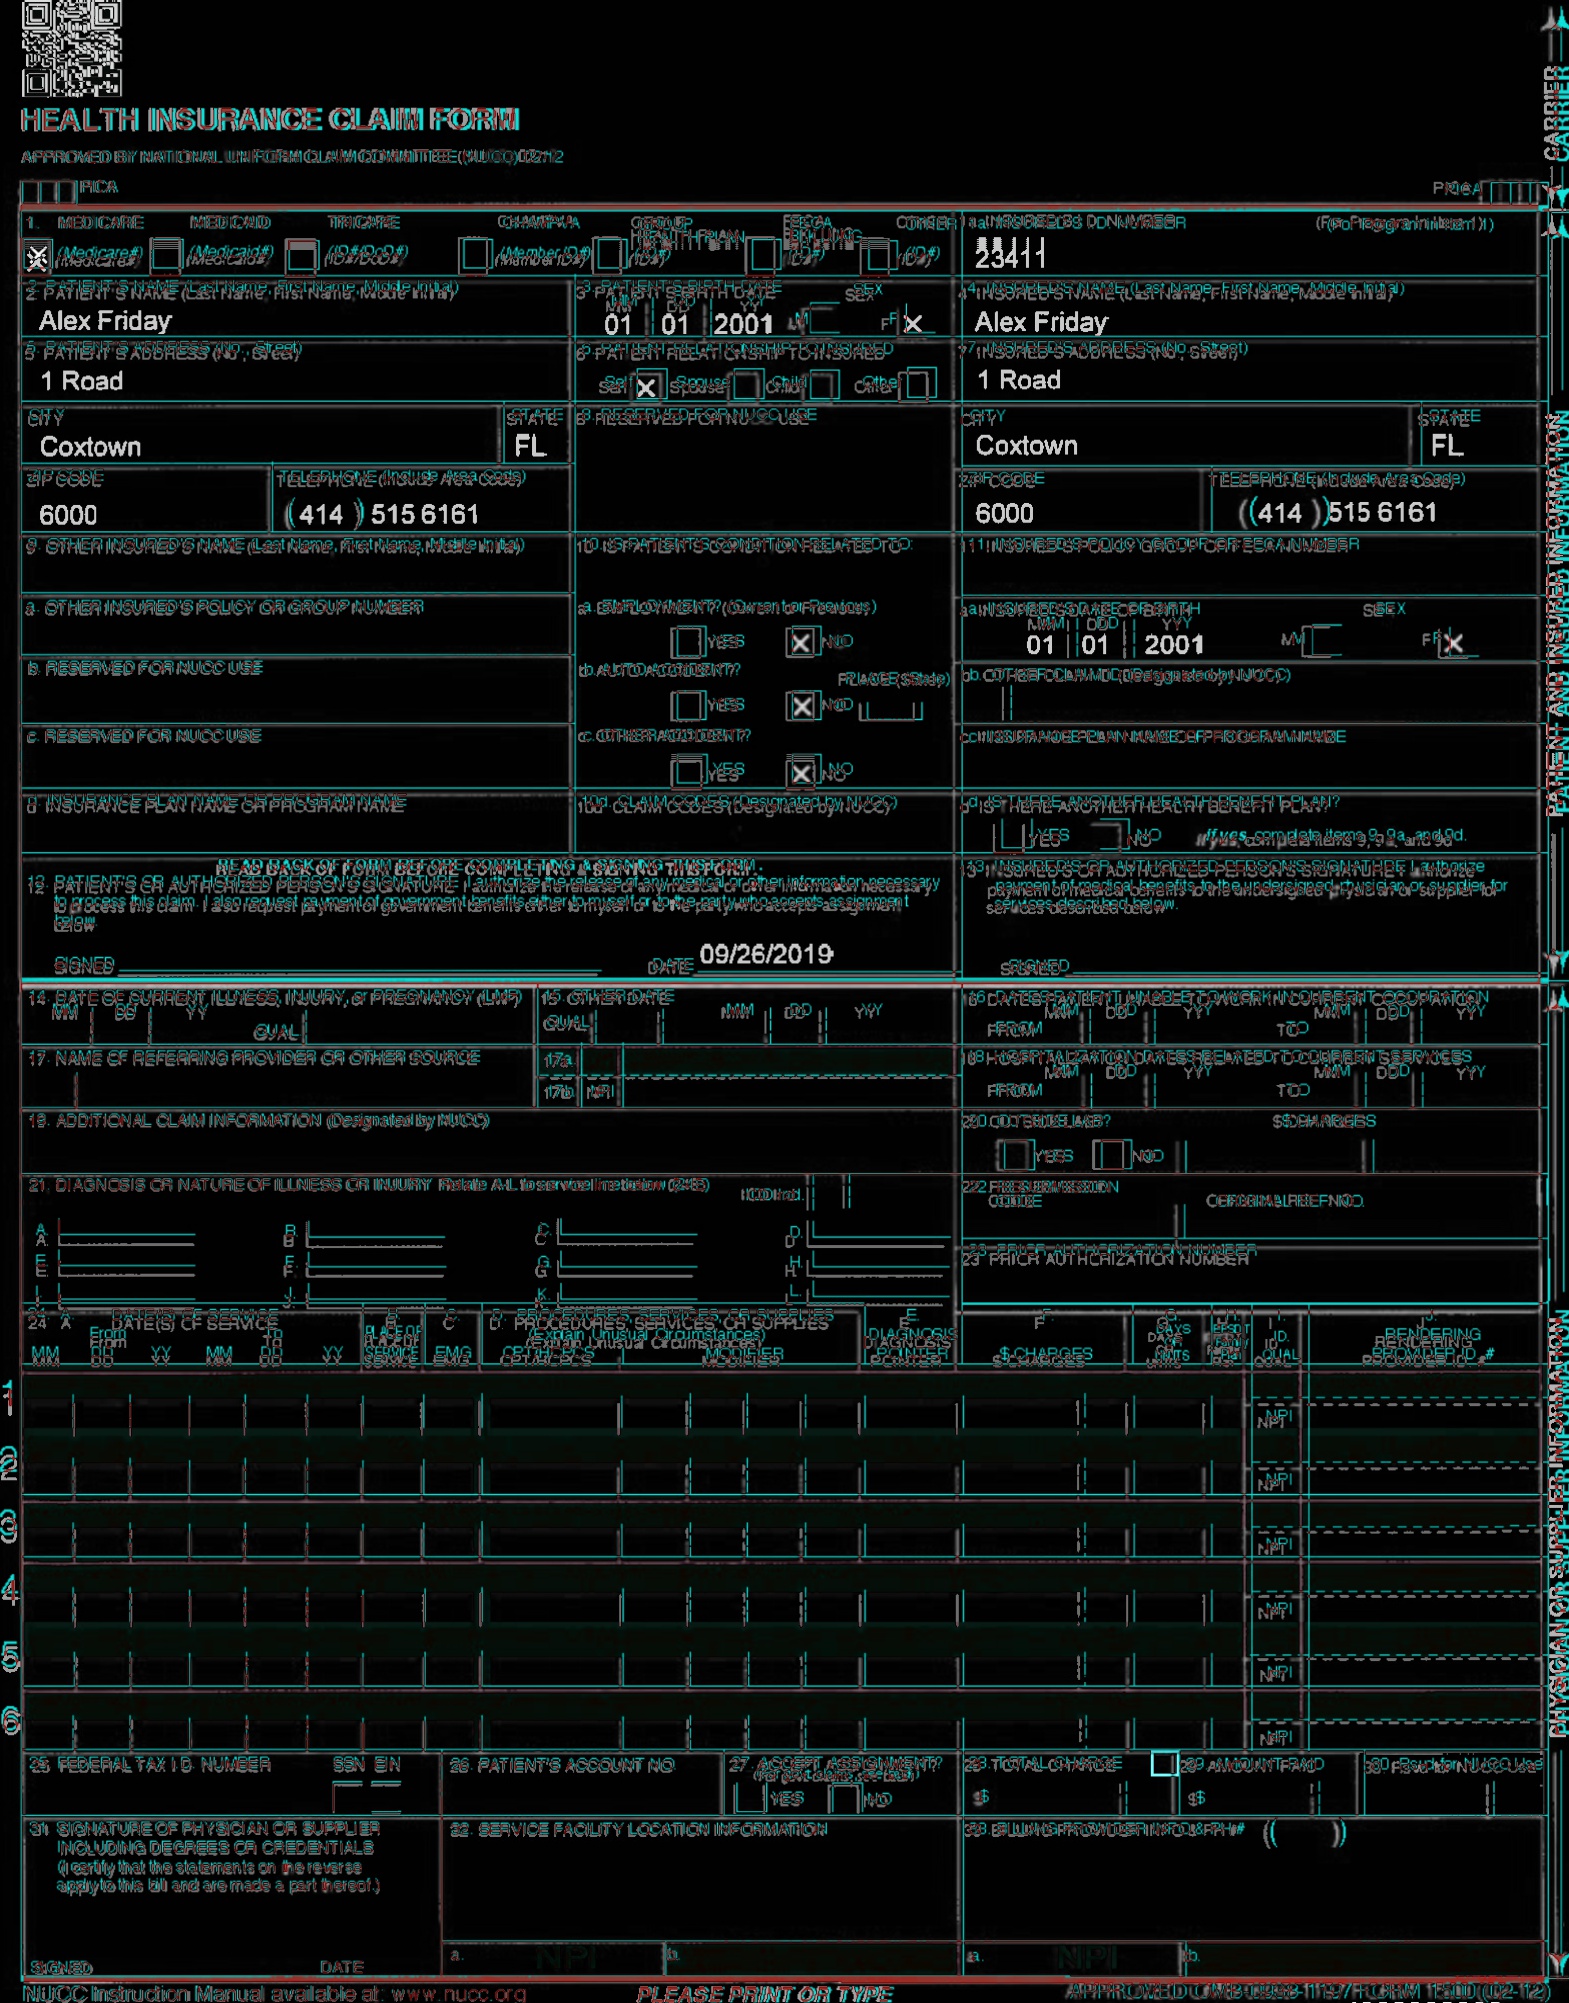 HEALTH INSURANCE CLAIM FORM
APPROVED BY NATIONAL UNIFORM CLAIM COMMITTEE (NUCC) 02/12
PICA
PICA
CARRIER
1. MEDICARE MEDICAID TRICARE CHAMPVA GROUP HEALTH PLAN FECA BLK LUNG OTHER
(Medicare#) (Medicaid#) (ID#/DoD#) (Member ID#) (ID#) (ID#) (ID#)
1a. INSURED'S I.D. NUMBER (For Program in Item 1)
23411
2. PATIENT'S NAME (Last Name, First Name, Middle Initial)
Alex Friday
3. PATIENT'S BIRTH DATE SEX
MM DD YY
01 01 2001 M F X
4. INSURED'S NAME (Last Name, First Name, Middle Initial)
Alex Friday
5. PATIENT'S ADDRESS (No., Street)
1 Road
6. PATIENT RELATIONSHIP TO INSURED
Self X Spouse Child Other
7. INSURED'S ADDRESS (No., Street)
1 Road
CITY STATE
Coxtown FL
8. RESERVED FOR NUCC USE
CITY STATE
Coxtown FL
ZIP CODE TELEPHONE (Include Area Code)
6000 (414) 515 6161
ZIP CODE TELEPHONE (Include Area Code)
6000 (414) 515 6161
9. OTHER INSURED'S NAME (Last Name, First Name, Middle Initial)
10. IS PATIENT'S CONDITION RELATED TO:
11. INSURED'S POLICY GROUP OR FECA NUMBER
a. OTHER INSURED'S POLICY OR GROUP NUMBER
a. EMPLOYMENT? (Current or Previous)
YES X NO
a. INSURED'S DATE OF BIRTH SEX
MM DD YY
01 01 2001 M F X
b. RESERVED FOR NUCC USE
b. AUTO ACCIDENT? PLACE (State)
YES X NO
b. OTHER CLAIM ID (Designated by NUCC)
c. RESERVED FOR NUCC USE
c. OTHER ACCIDENT?
YES X NO
c. INSURANCE PLAN NAME OR PROGRAM NAME
d. INSURANCE PLAN NAME OR PROGRAM NAME
10d. CLAIM CODES (Designated by NUCC)
d. IS THERE ANOTHER HEALTH BENEFIT PLAN?
YES NO If yes, complete items 9, 9a, and 9d.
READ BACK OF FORM BEFORE COMPLETING & SIGNING THIS FORM.
12. PATIENT'S OR AUTHORIZED PERSON'S SIGNATURE I authorize the release of any medical or other information necessary
to process this claim. I also request payment of government benefits either to myself or to the party who accepts assignment
below.
SIGNED DATE 09/26/2019
13. INSURED'S OR AUTHORIZED PERSON'S SIGNATURE I authorize
payment of medical benefits to the undersigned physician or supplier for
services described below.
SIGNED
PATIENT AND INSURED INFORMATION
14. DATE OF CURRENT ILLNESS, INJURY, or PREGNANCY (LMP)
MM DD YY QUAL.
15. OTHER DATE
QUAL. MM DD YY
16. DATES PATIENT UNABLE TO WORK IN CURRENT OCCUPATION
MM DD YY MM DD YY
FROM TO
17. NAME OF REFERRING PROVIDER OR OTHER SOURCE
17a.
17b. NPI
18. HOSPITALIZATION DATES RELATED TO CURRENT SERVICES
MM DD YY MM DD YY
FROM TO
19. ADDITIONAL CLAIM INFORMATION (Designated by NUCC)
20. OUTSIDE LAB? $ CHARGES
YES NO
21. DIAGNOSIS OR NATURE OF ILLNESS OR INJURY Relate A-L to service line below (24E) ICD Ind.
A. B. C. D.
E. F. G. H.
I. J. K. L.
22. RESUBMISSION
CODE ORIGINAL REF. NO.
23. PRIOR AUTHORIZATION NUMBER
24. A. DATE(S) OF SERVICE
From To
MM DD YY MM DD YY
B. PLACE OF SERVICE
C. EMG
D. PROCEDURES, SERVICES, OR SUPPLIES
(Explain Unusual Circumstances)
CPT/HCPCS MODIFIER
E. DIAGNOSIS POINTER
F. $ CHARGES
G. DAYS OR UNITS
I. ID. QUAL.
J. RENDERING PROVIDER ID. #
1 NPI
2 NPI
3 NPI
4 NPI
5 NPI
6 NPI
25. FEDERAL TAX I.D. NUMBER SSN EIN
26. PATIENT'S ACCOUNT NO.
27. ACCEPT ASSIGNMENT?
YES NO
28. TOTAL CHARGE
$
29. AMOUNT PAID
$
30. Rsvd for NUCC Use
31. SIGNATURE OF PHYSICIAN OR SUPPLIER
INCLUDING DEGREES OR CREDENTIALS
(I certify that the statements on the reverse
apply to this bill and are made a part thereof.)
SIGNED DATE
32. SERVICE FACILITY LOCATION INFORMATION
a. NPI b.
33. BILLING PROVIDER INFO & PH # ( )
a. NPI b.
PHYSICIAN OR SUPPLIER INFORMATION
NUCC Instruction Manual available at: www.nucc.org
PLEASE PRINT OR TYPE
APPROVED OMB-0938-1197 FORM 1500 (02-12)